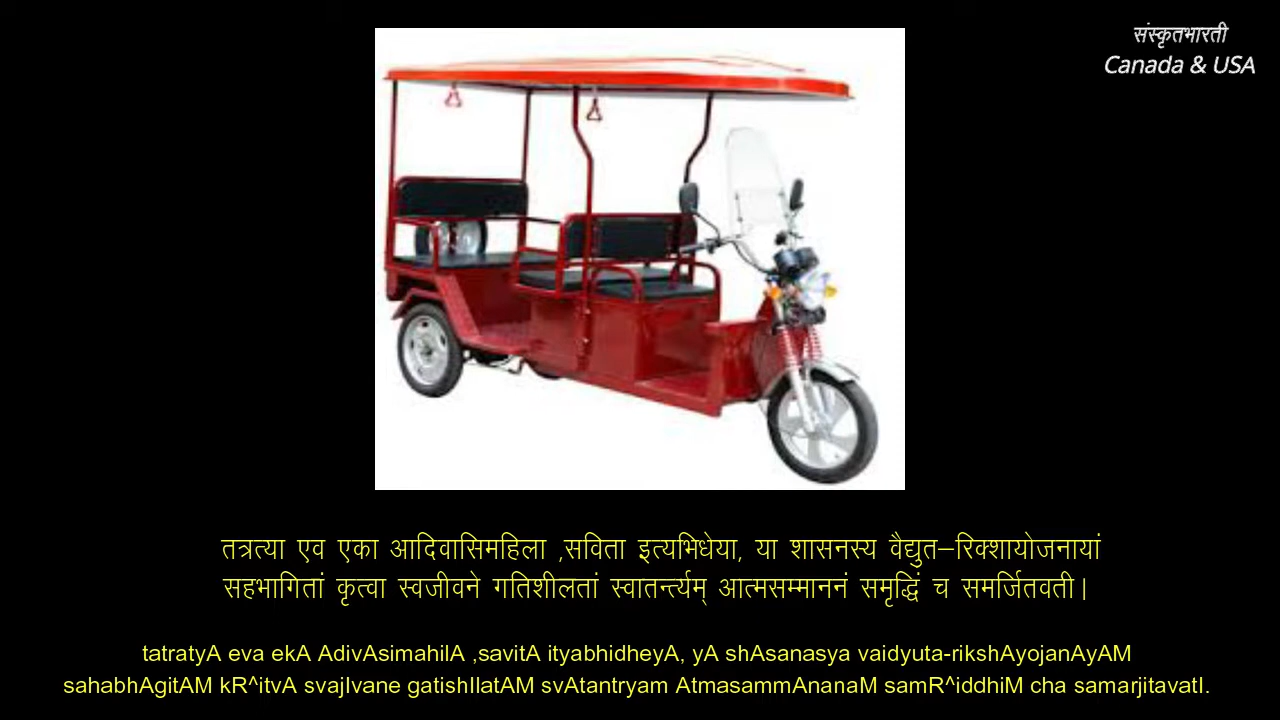 संस्कृतभारती
Canada & USA
तत्रत्या एव एका आदिवासिमहिला ,सविता इत्यभिधेया, या शासनस्य वैद्युत–रिक्शायोजनायां
सहभागितां कृत्वा स्वजीवने गतिशीलतां स्वातन्त्र्यम् आत्मसम्माननं समृद्धिं च समर्जितवती।
tatratyA eva ekA AdivAsimahilA ,savitA ityabhidheyA, yA shAsanasya vaidyuta-rikshAyojanAyAM
sahabhAgitAM kR^itvA svajIvane gatishIlatAM svAtantryam AtmasammAnanaM samR^iddhiM cha samarjitavatI.